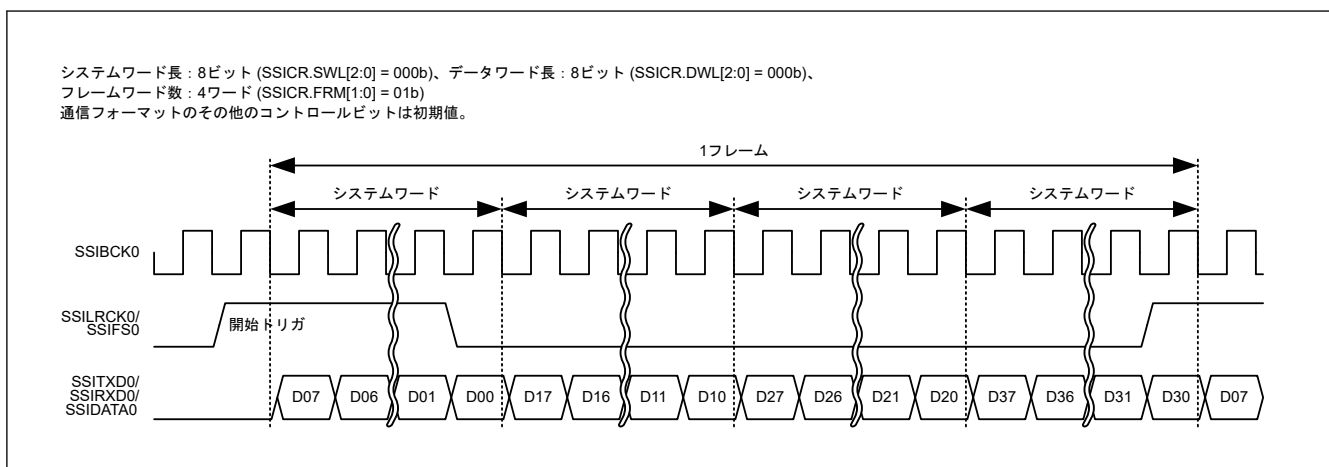 システムワード長：8ビット (SSICR.SWL[2:0] = 000b)、データワード長：8ビット (SSICR.DWL[2:0] = 000b)、
フレームワード数：4ワード (SSICR.FRM[1:0] = 01b)
通信フォーマットのその他のコントロールビットは初期値。
1フレーム
システムワード システムワード システムワード システムワード
SSIBCK0
SSILRCK0/
SSIFS0
開始トリガ
SSITXD0/
SSIRXD0/
SSIDATA0
D07 D06 D01 D00 D17 D16 D11 D10 D27 D26 D21 D20 D37 D36 D31 D30 D07